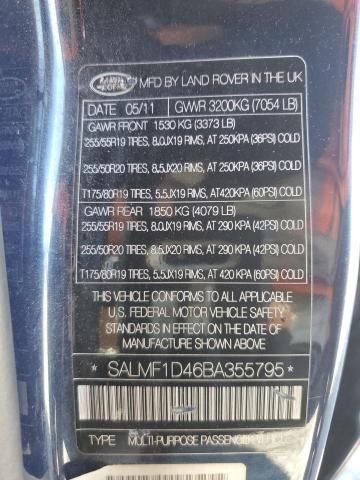 LAND ROVER
MFD BY LAND ROVER IN THE UK
DATE 05/11 GVWR 3200KG (7054 LB)
GAWR FRONT 1530 KG (3373 LB)
255/55R19 TIRES, 8.0JX19 RIMS, AT 250KPA (36PSI) COLD
255/50R20 TIRES, 8.5JX20 RIMS, AT 250KPA (36PSI) COLD
T175/80R19 TIRES, 5.5JX19 RIMS, AT420KPA (60PSI) COLD
GAWR REAR 1850 KG (4079 LB)
255/55R19 TIRES, 8.0JX19 RIMS, AT 290 KPA (42PSI) COLD
255/50R20 TIRES, 8.5JX20 RIMS, AT 290 KPA (42PSI) COLD
T175/80R19 TIRES, 5.5JX19 RIMS, AT 420 KPA (60PSI) COLD
THIS VEHICLE CONFORMS TO ALL APPLICABLE
U.S. FEDERAL MOTOR VEHICLE SAFETY
STANDARDS IN EFFECT ON THE DATE OF
MANUFACTURE SHOWN ABOVE
* SALMF1D46BA355795 *
TYPE MULTI-PURPOSE PASSENGER VEHICLE